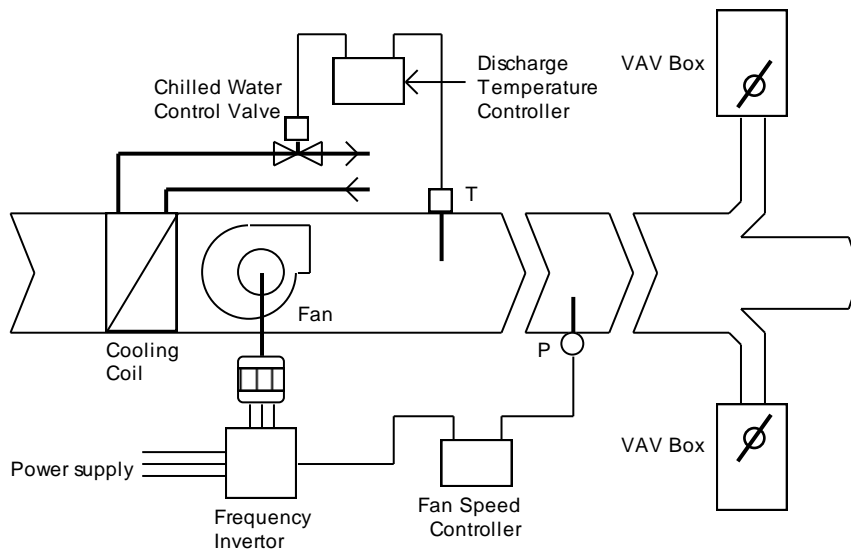 Discharge
Temperature
Controller
VAV Box
Chilled Water
Control Valve
T
Fan
Cooling
Coil
P
VAV Box
Power supply
Frequency
Invertor
Fan Speed
Controller